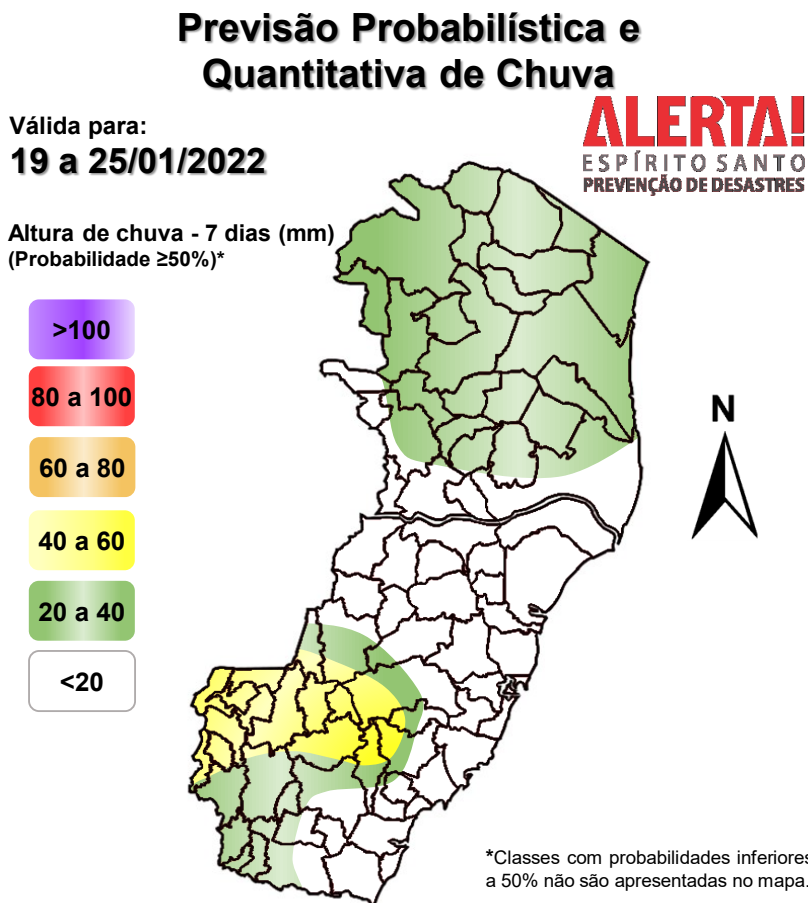 Previsão Probabilística e
Quantitativa de Chuva
Válida para:
19 a 25/01/2022
ALERTA!
ESPÍRITO SANTO
PREVENÇÃO DE DESASTRES
Altura de chuva - 7 dias (mm)
(Probabilidade ≥50%)*
>100
80 a 100
60 a 80
40 a 60
20 a 40
<20
N
*Classes com probabilidades inferiores
a 50% não são apresentadas no mapa.